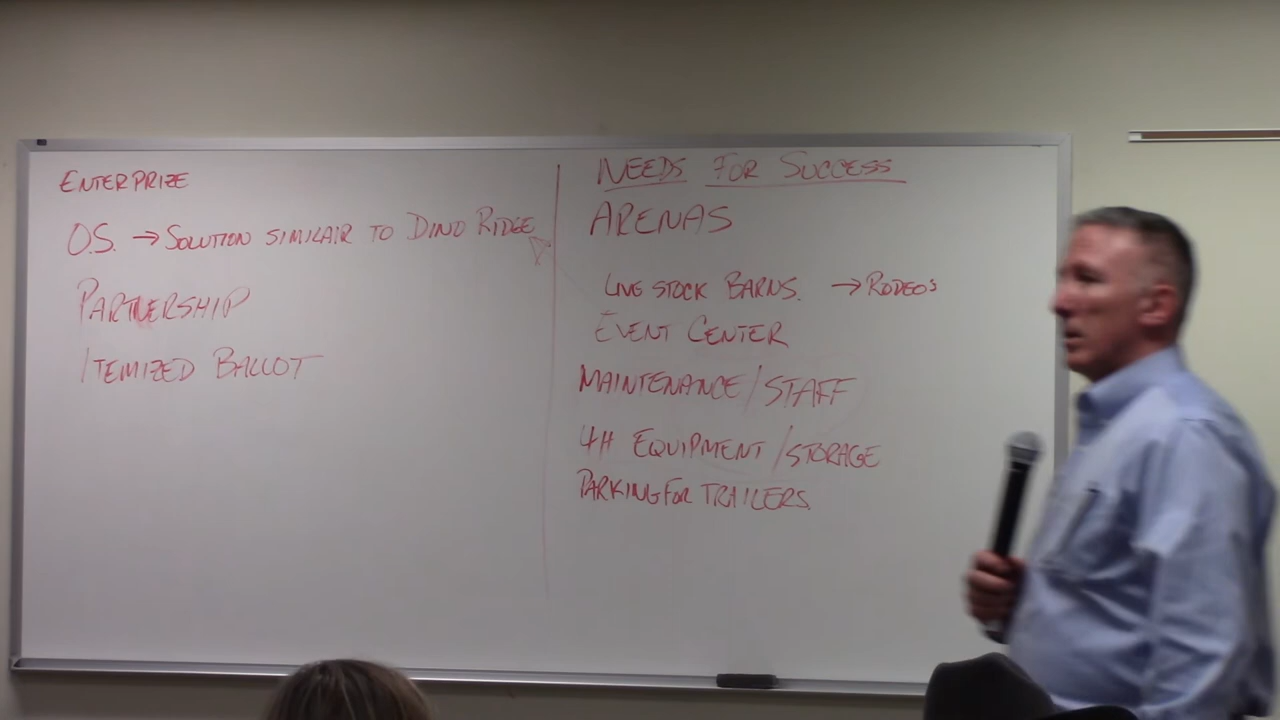 ENTERPRIZE
O.S. → SOLUTION SIMILAIR TO DINO RIDGE
PARTNERSHIP
ITEMIZED BALLOT
NEEDS FOR SUCCESS
ARENAS
LIVE STOCK BARNS. → RODEO'S
EVENT CENTER
MAINTENANCE/STAFF
4H EQUIPMENT/STORAGE
PARKING FOR TRAILERS